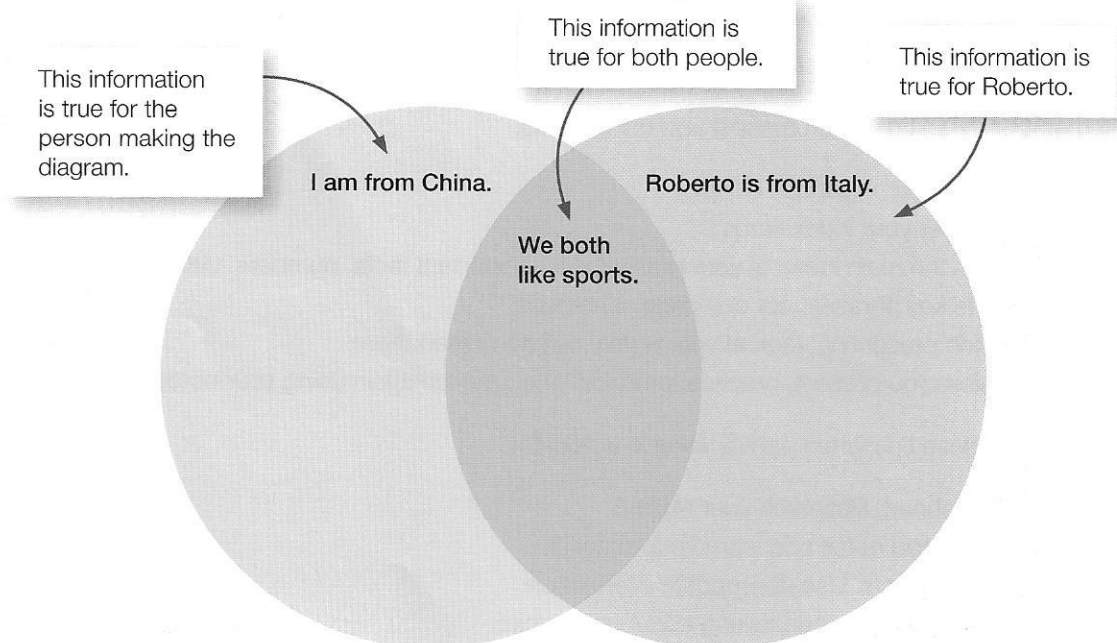 This information
is true for the
person making the
diagram.
This information is
true for both people.
This information is
true for Roberto.
I am from China.
Roberto is from Italy.
We both
like sports.